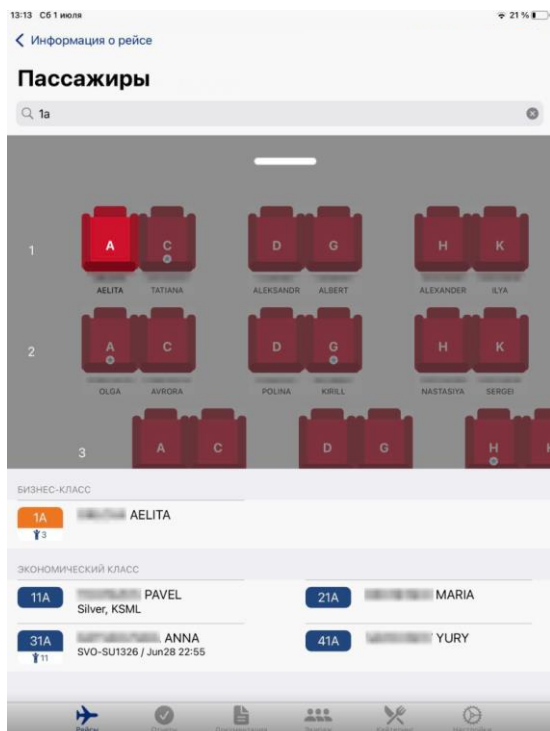 13:13 Сб 1 июля 21 %
Информация о рейсе
Пассажиры
1a
1 A C D G H K
AELITA TATIANA ALEKSANDR ALBERT ALEXANDER ILYA
2 A C D G H K
OLGA AVRORA POLINA KIRILL NASTASIYA SERGEI
3 A C D G H
БИЗНЕС-КЛАСС
1A AELITA
3
ЭКОНОМИЧЕСКИЙ КЛАСС
11A PAVEL 21A MARIA
Silver, KSML
31A ANNA 41A YURY
11 SVO-SU1326 / Jun28 22:55
Рейсы